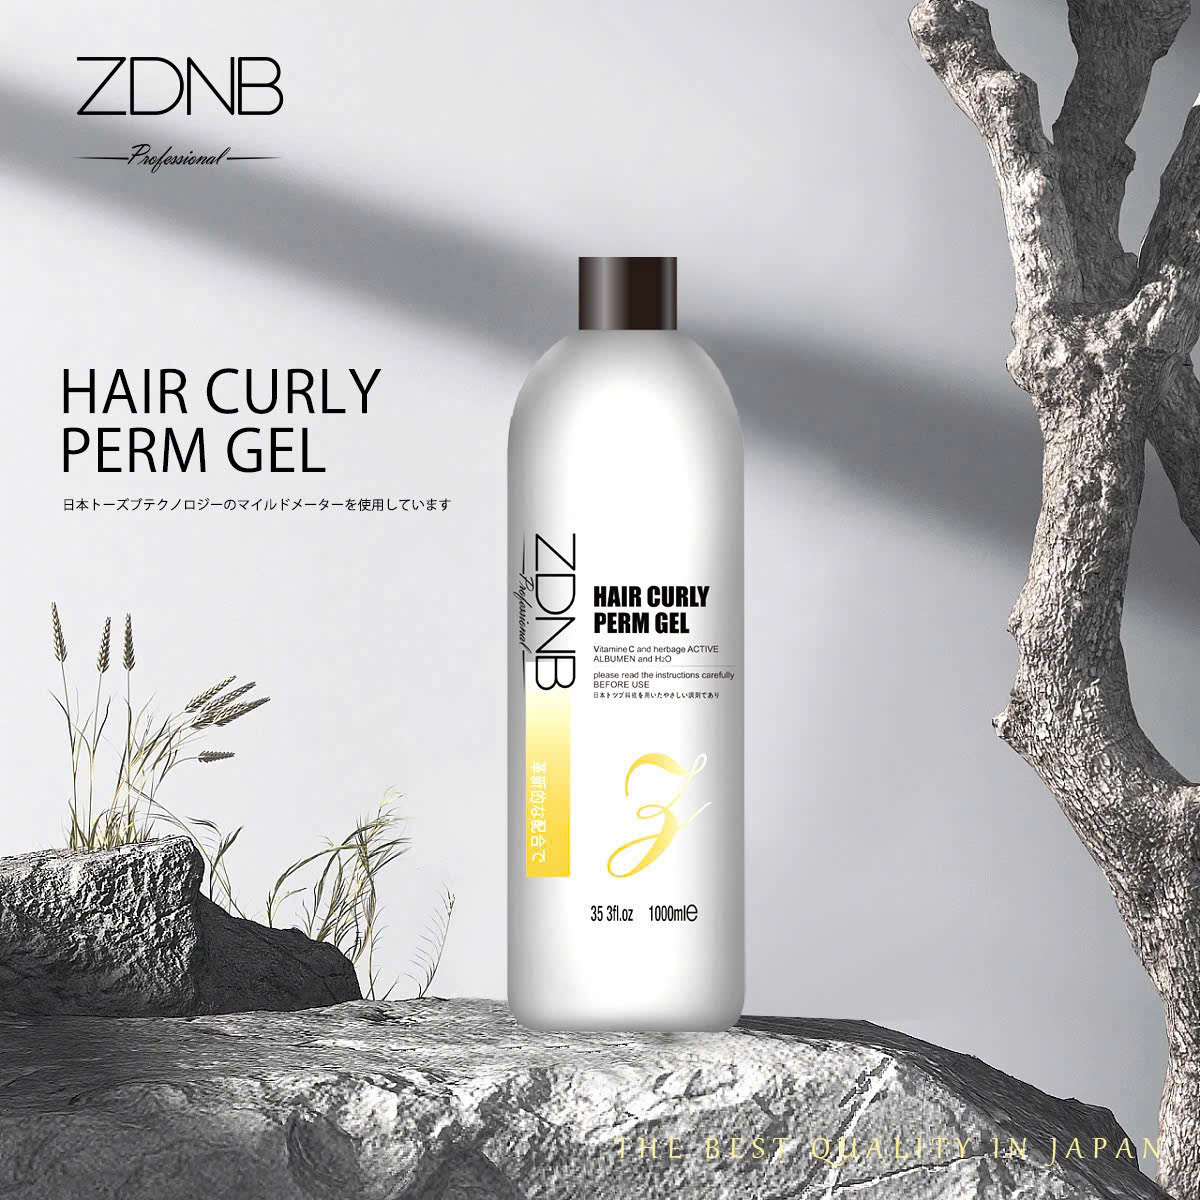 ZDNB
Professional
HAIR CURLY
PERM GEL
日本トーズブテクノロジーのマイルドメーターを使用しています
ZDNB
Professional
革新的な配合で
HAIR CURLY
PERM GEL
Vitamine C and herbage ACTIVE
ALBUMEN and H2O
please read the instructions carefully
BEFORE USE
日本トップ科技を用いたやさしい調剤であり
35 3fl.oz 1000ml℮
THE BEST QUALITY IN JAPAN